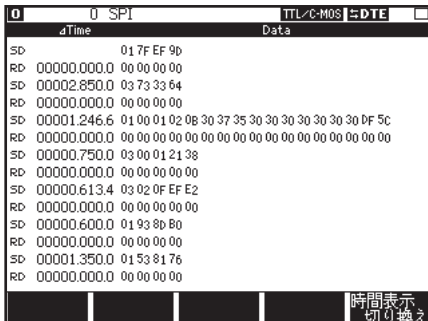 0 0 SPI TTL/C-MOS ⇆DTE
⊿Time Data
SD 01 7F EF 9D
RD 00000.000.0 00 00 00 00
SD 00002.850.0 03 73 33 64
RD 00000.000.0 00 00 00 00
SD 00001.246.6 01 00 01 02 0B 30 37 35 30 30 30 30 30 30 30 DF 5C
RD 00000.000.0 00 00 00 00 00 00 00 00 00 00 00 00 00 00 00 00 00
SD 00000.750.0 03 00 01 21 38
RD 00000.000.0 00 00 00 00 00
SD 00000.613.4 03 02 0F EF E2
RD 00000.000.0 00 00 00 00 00
SD 00000.600.0 01 93 8D B0
RD 00000.000.0 00 00 00 00
SD 00001.350.0 01 53 81 76
RD 00000.000.0 00 00 00 00
時間表示
切り換え